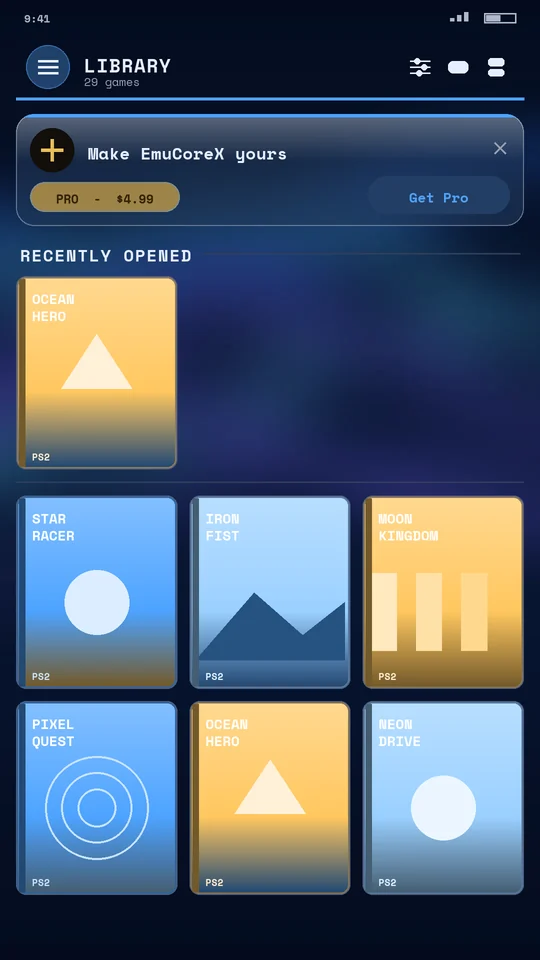 9:41
LIBRARY
29 games
Make EmuCoreX yours
PRO - $4.99
Get Pro
RECENTLY OPENED
OCEAN
HERO
PS2
STAR
RACER
PS2
IRON
FIST
PS2
MOON
KINGDOM
PS2
PIXEL
QUEST
PS2
OCEAN
HERO
PS2
NEON
DRIVE
PS2